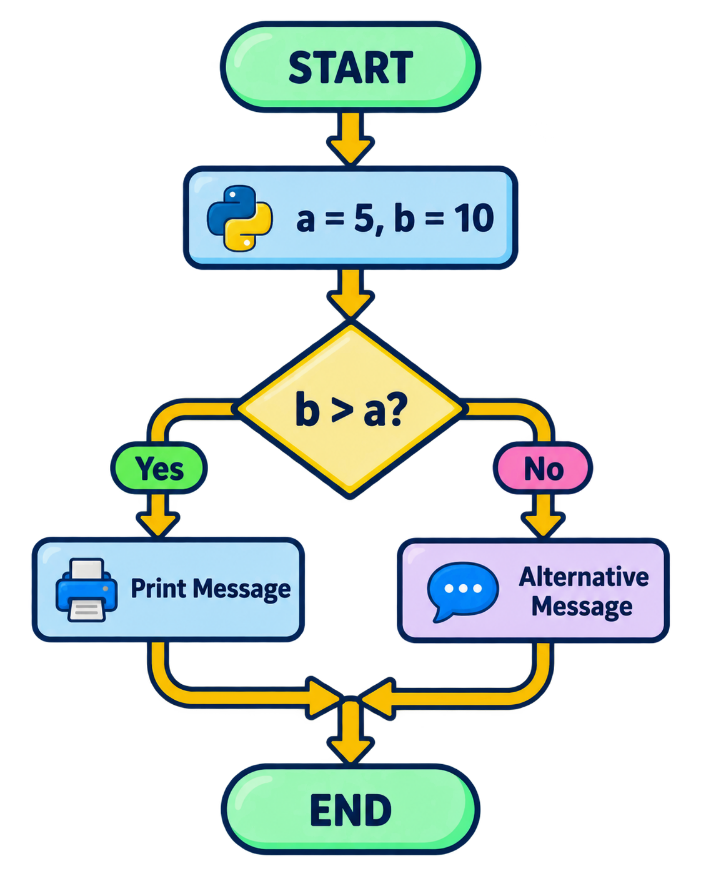 START
a = 5, b = 10
b > a?
Yes
No
Print Message
Alternative
Message
END